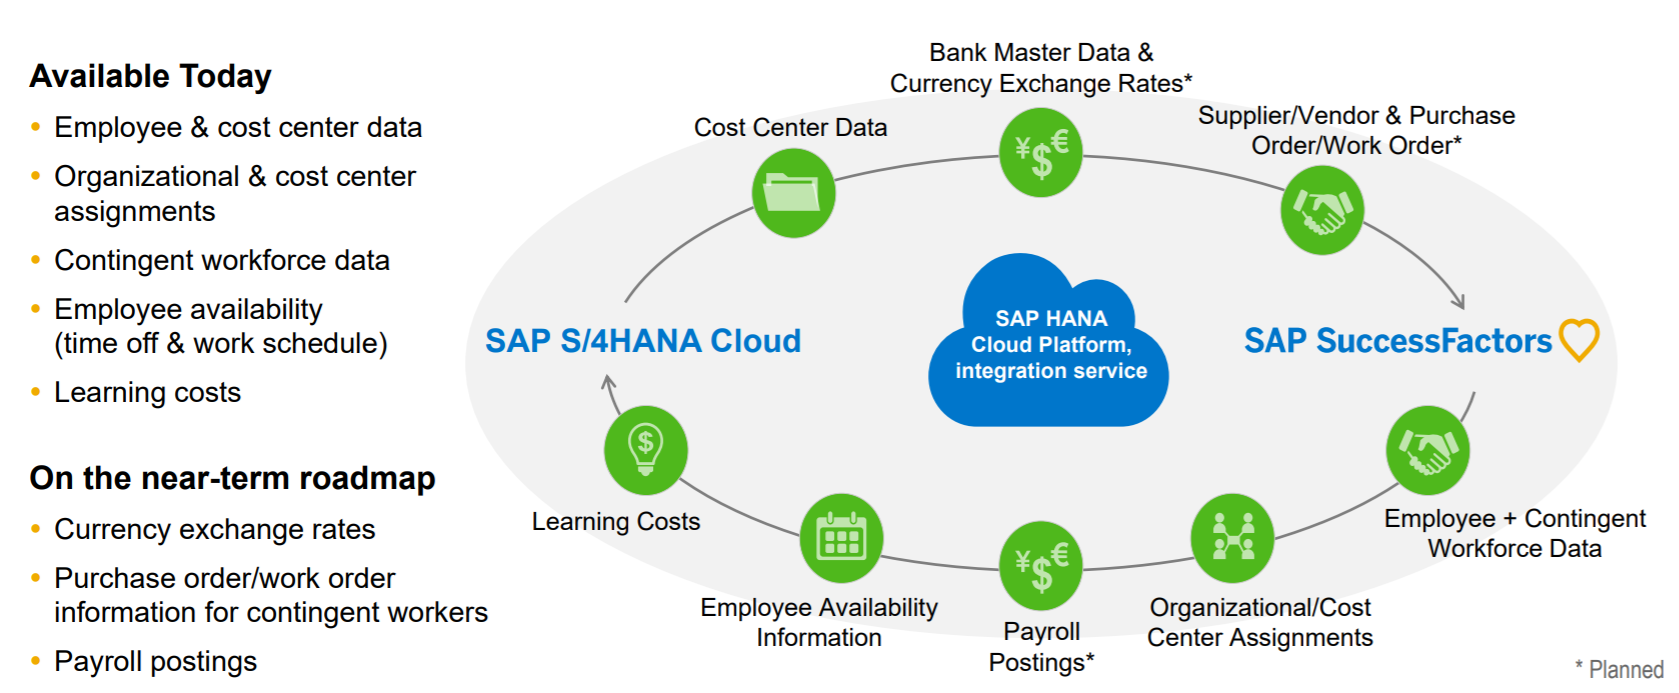 Available Today
• Employee & cost center data
• Organizational & cost center
assignments
• Contingent workforce data
• Employee availability
(time off & work schedule)
• Learning costs
On the near-term roadmap
• Currency exchange rates
• Purchase order/work order
information for contingent workers
• Payroll postings
Bank Master Data &
Currency Exchange Rates*
Cost Center Data
¥$€
Supplier/Vendor & Purchase
Order/Work Order*
SAP S/4HANA Cloud
SAP HANA
Cloud Platform,
integration service
SAP SuccessFactors
$
Learning Costs
Employee Availability
Information
¥$€
Payroll
Postings*
Organizational/Cost
Center Assignments
Employee + Contingent
Workforce Data
* Planned